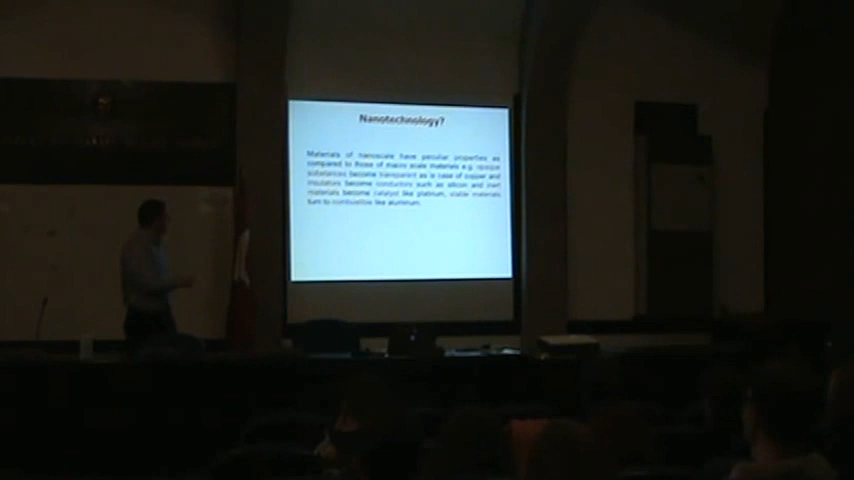 Nanotechnology?
Materials of nanoscale have peculiar properties as
compared to those of macro scale materials e.g. opaque
substances become transparent as is case of copper and
insulators become conductors such as silicon and inert
materials become catalyst like platinum, stable materials
turn to combustive like aluminum.